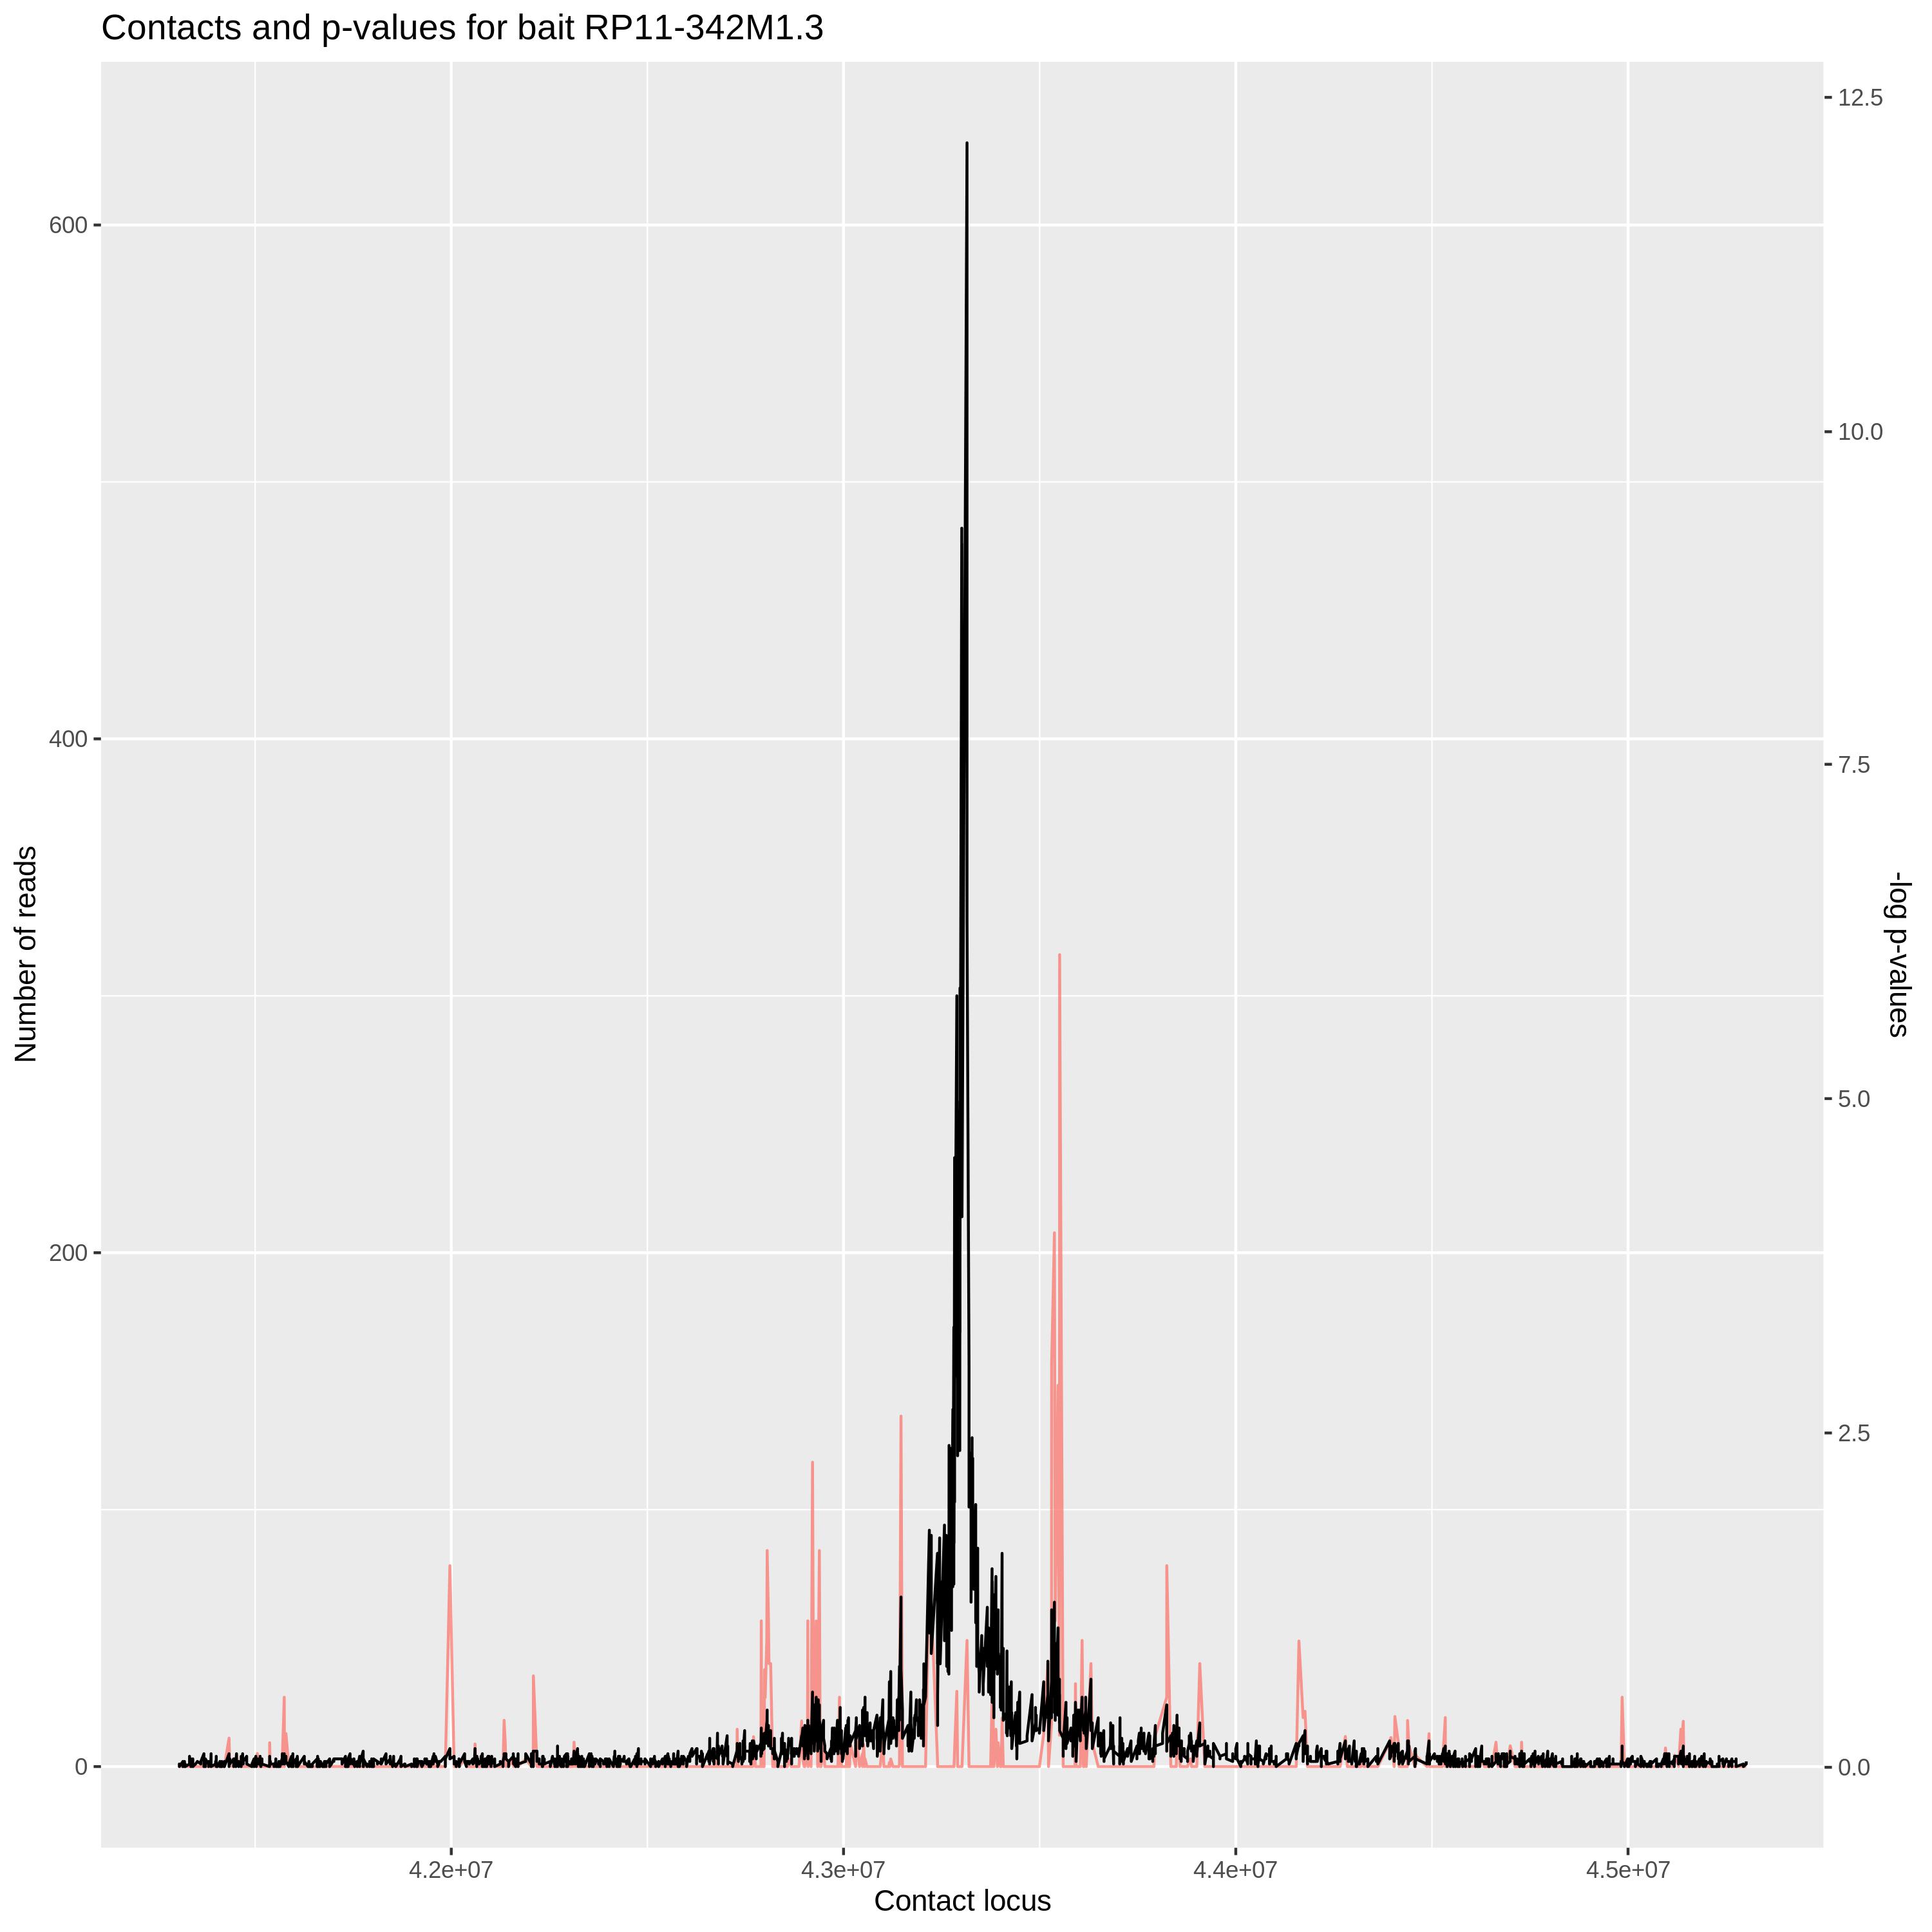 Contacts and p-values for bait RP11-342M1.3
600
400
200
0
Number of reads
12.5
10.0
7.5
5.0
2.5
0.0
-log p-values
4.2e+07
4.3e+07
4.4e+07
4.5e+07
Contact locus